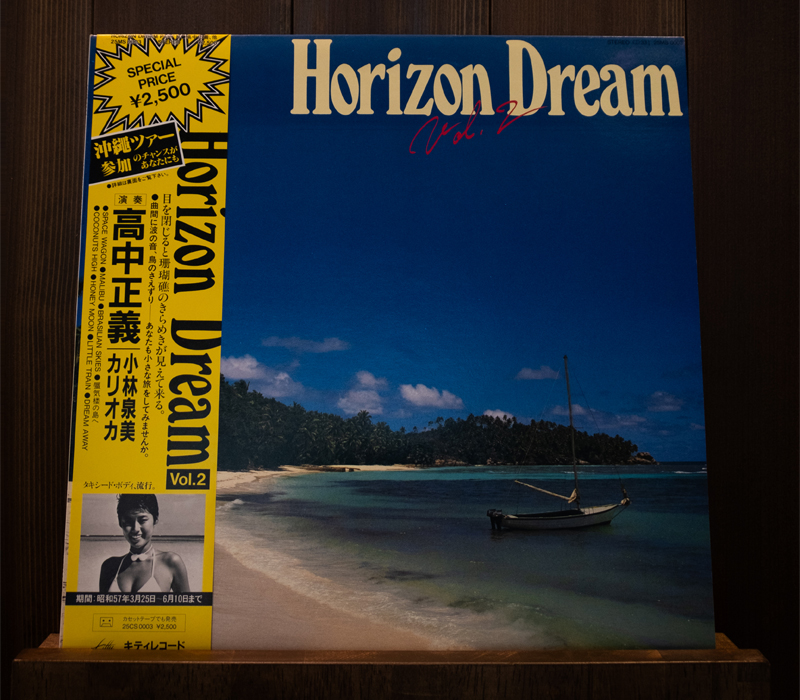 SPECIAL
PRICE
¥2,500
沖縄ツアー
参加のチャンスが
あなたにも
●詳細は裏面をご覧下さい。
Horizon Dream
Vol.2
目を閉じると珊瑚礁のきらめきが見えて来る。
●曲間に波の音、鳥のさえずり——あなたも小さな旅をしてみませんか。
演奏
高中正義
小林泉美
カリオカ
●SPACE WAGON ●MALIBU ●BRASILIAN SKIES
●COCONUTS HIGH ●HONEY MOON ●LITTLE TRAIN ●DREAM AWAY
タキシード・ボディ、流行。
期間:昭和57年3月25日—6月10日まで
カセットテープでも発売
25CS 0003 ¥2,500
キティレコード
Horizon Dream
Vol. 2